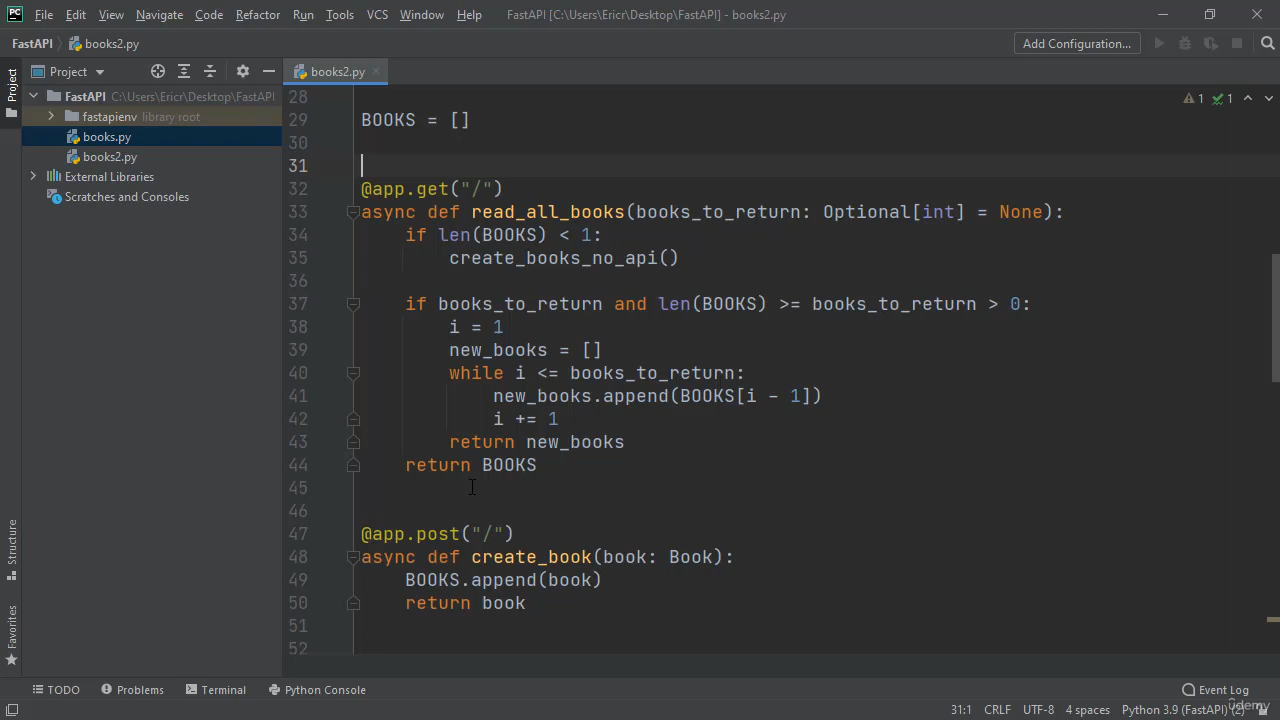 File Edit View Navigate Code Refactor Run Tools VCS Window Help FastAPI [C:\Users\Ericr\Desktop\FastAPI] - books2.py
FastAPI books2.py Add Configuration...
Project books2.py
Project
FastAPI C:\Users\Ericr\Desktop\FastAPI
fastapienv library root
books.py
books2.py
External Libraries
Scratches and Consoles
1 1
28
29 BOOKS = []
30
31
32 @app.get("/")
33 async def read_all_books(books_to_return: Optional[int] = None):
34 if len(BOOKS) < 1:
35 create_books_no_api()
36
37 if books_to_return and len(BOOKS) >= books_to_return > 0:
38 i = 1
39 new_books = []
40 while i <= books_to_return:
41 new_books.append(BOOKS[i - 1])
42 i += 1
43 return new_books
44 return BOOKS
45
46
47 @app.post("/")
48 async def create_book(book: Book):
49 BOOKS.append(book)
50 return book
51
52
Structure
Favorites
TODO Problems Terminal Python Console Event Log
31:1 CRLF UTF-8 4 spaces Python 3.9 (FastAPI) (2)
udemy